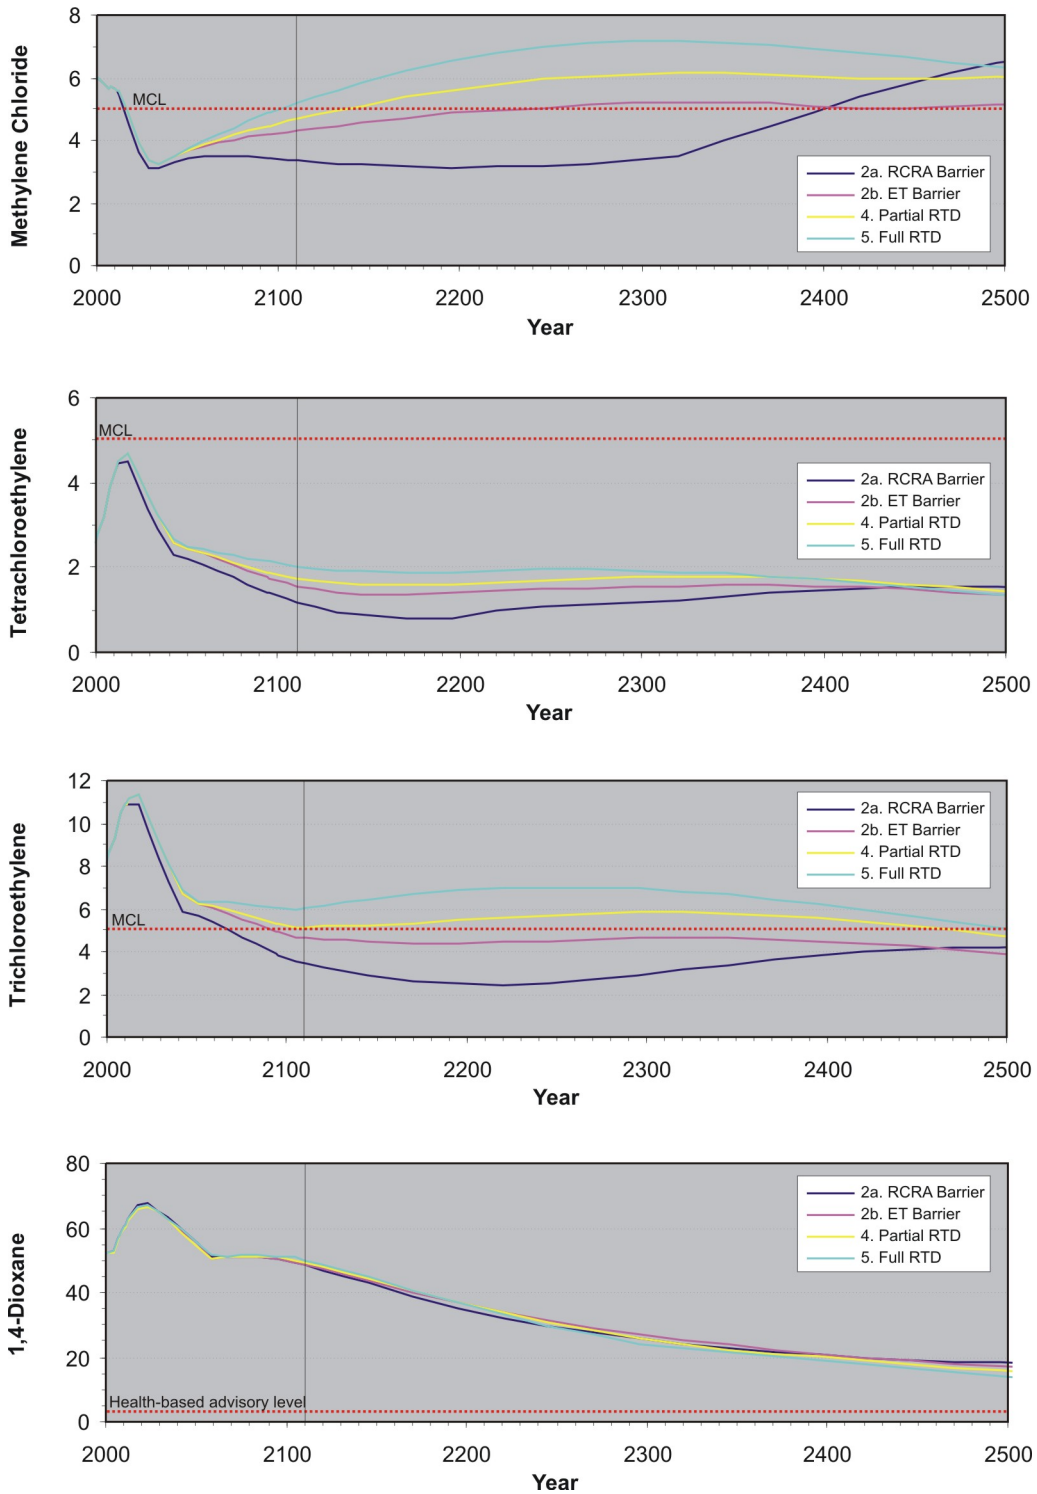 Methylene Chloride
8
6
4
2
0
MCL
2a. RCRA Barrier
2b. ET Barrier
4. Partial RTD
5. Full RTD
2000 2100 2200 2300 2400 2500
Year
Tetrachloroethylene
6
4
2
0
MCL
2a. RCRA Barrier
2b. ET Barrier
4. Partial RTD
5. Full RTD
2000 2100 2200 2300 2400 2500
Year
Trichloroethylene
12
10
8
6
4
2
0
MCL
2a. RCRA Barrier
2b. ET Barrier
4. Partial RTD
5. Full RTD
2000 2100 2200 2300 2400 2500
Year
1,4-Dioxane
80
60
40
20
0
Health-based advisory level
2a. RCRA Barrier
2b. ET Barrier
4. Partial RTD
5. Full RTD
2000 2100 2200 2300 2400 2500
Year